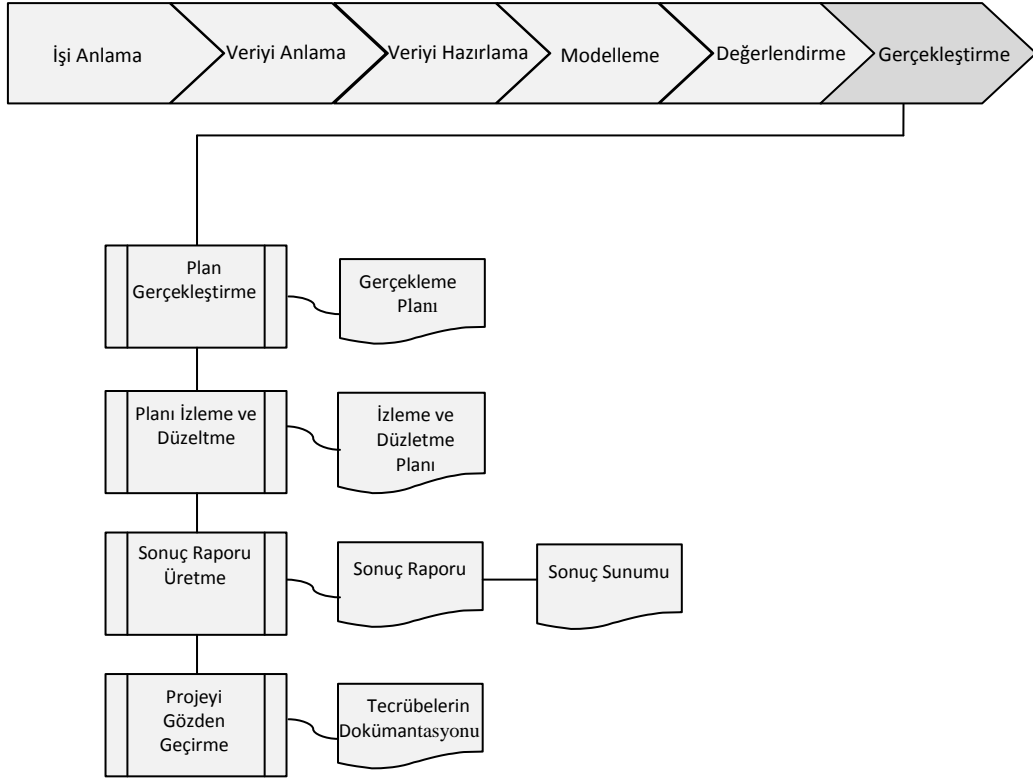 İşi Anlama
Veriyi Anlama
Veriyi Hazırlama
Modelleme
Değerlendirme
Gerçekleştirme
Plan
Gerçekleştirme
Gerçekleme
Planı
Planı İzleme ve
Düzeltme
İzleme ve
Düzletme
Planı
Sonuç Raporu
Üretme
Sonuç Raporu
Sonuç Sunumu
Projeyi
Gözden
Geçirme
Tecrübelerin
Dokümantasyonu